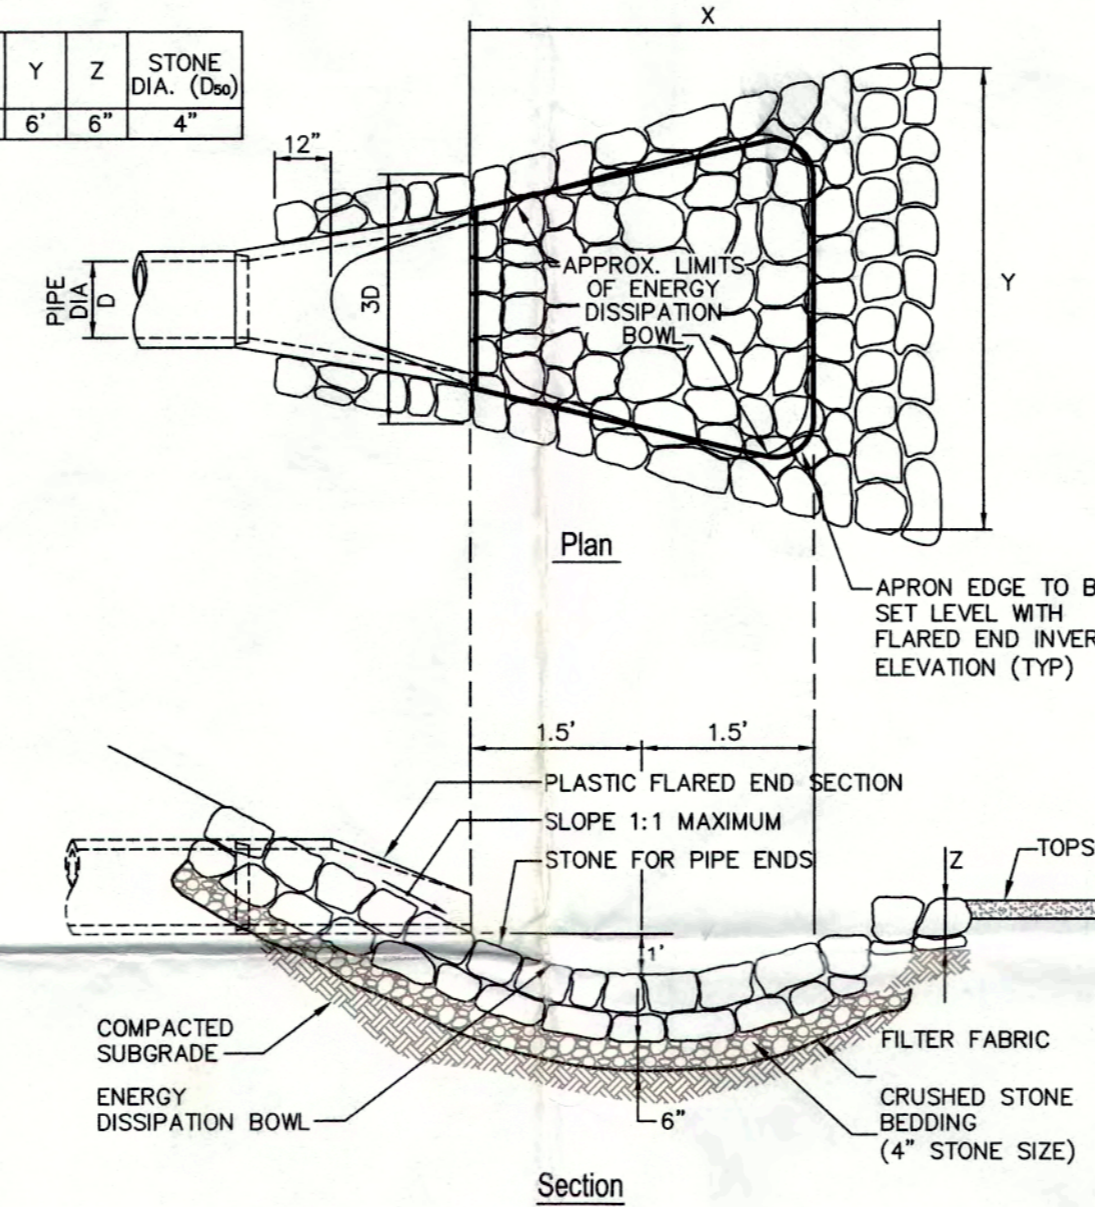 Y Z STONE
DIA. (D50)
6' 6" 4"
X
12"
PIPE
DIA
D
3D
APPROX. LIMITS
OF ENERGY
DISSIPATION
BOWL
Y
Plan
APRON EDGE TO B
SET LEVEL WITH
FLARED END INVER
ELEVATION (TYP)
1.5' 1.5'
PLASTIC FLARED END SECTION
SLOPE 1:1 MAXIMUM
STONE FOR PIPE ENDS
Z
TOPS
1'
COMPACTED
SUBGRADE
ENERGY
DISSIPATION BOWL
6"
FILTER FABRIC
CRUSHED STONE
BEDDING
(4" STONE SIZE)
Section